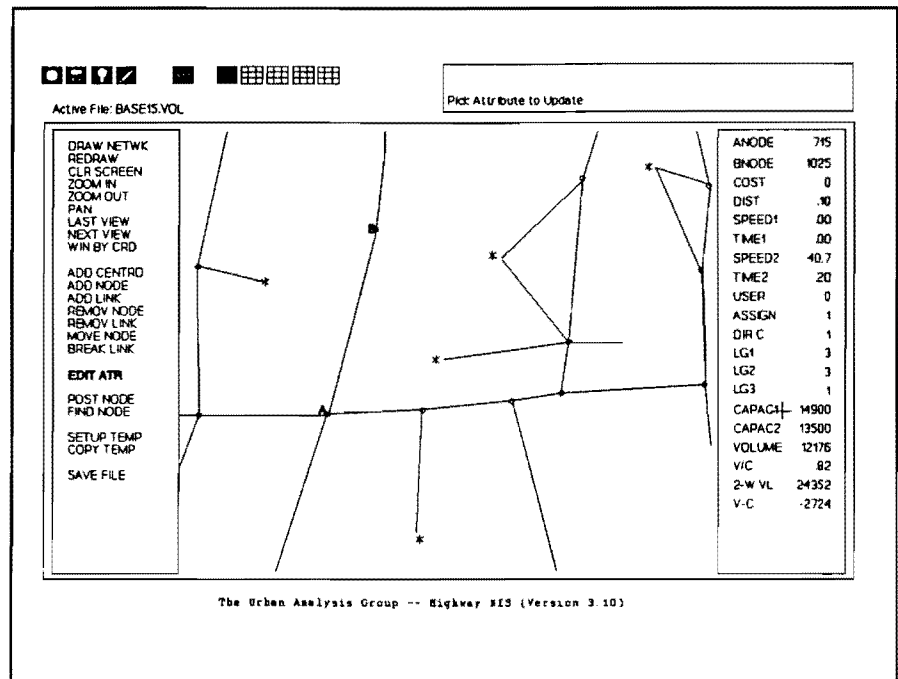 Active File: BASE15.VOL
Pick Attribute to Update
DRAW NETWK
REDRAW
CLR SCREEN
ZOOM IN
ZOOM OUT
PAN
LAST VIEW
NEXT VIEW
WIN BY CRD
ADD CENTRD
ADD NODE
ADD LINK
REMOV NODE
REMOV LINK
MOVE NODE
BREAK LINK
EDIT ATR
POST NODE
FIND NODE
SETUP TEMP
COPY TEMP
SAVE FILE
B
A
ANODE 715
BNODE 1025
COST 0
DIST .10
SPEED1 .00
TIME1 .00
SPEED2 40.7
TIME2 .20
USER 0
ASSIGN 1
DIR C 1
LG1 3
LG2 3
LG3 1
CAPAC1 14900
CAPAC2 13500
VOLUME 12176
V/C .82
2-W VL 24352
V-C -2724
The Urban Analysis Group -- Highway NIS (Version 3.10)